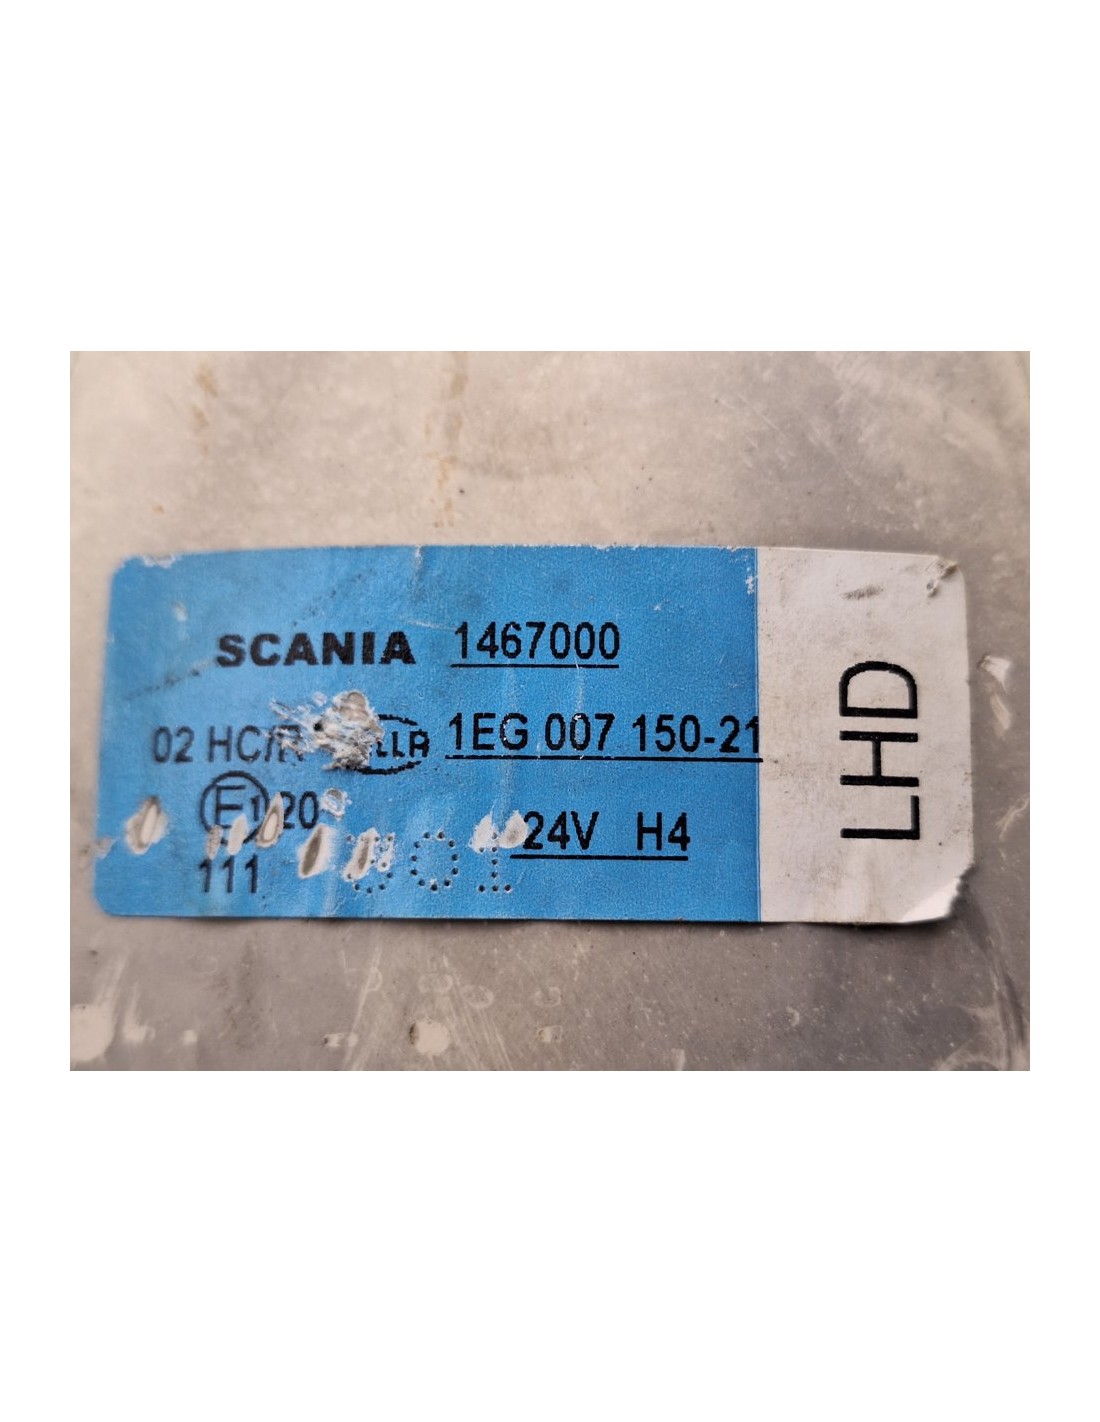 SCANIA 1467000
02 HC/R 1EG 007 150-21
E1 20 24V H4
111
LHD